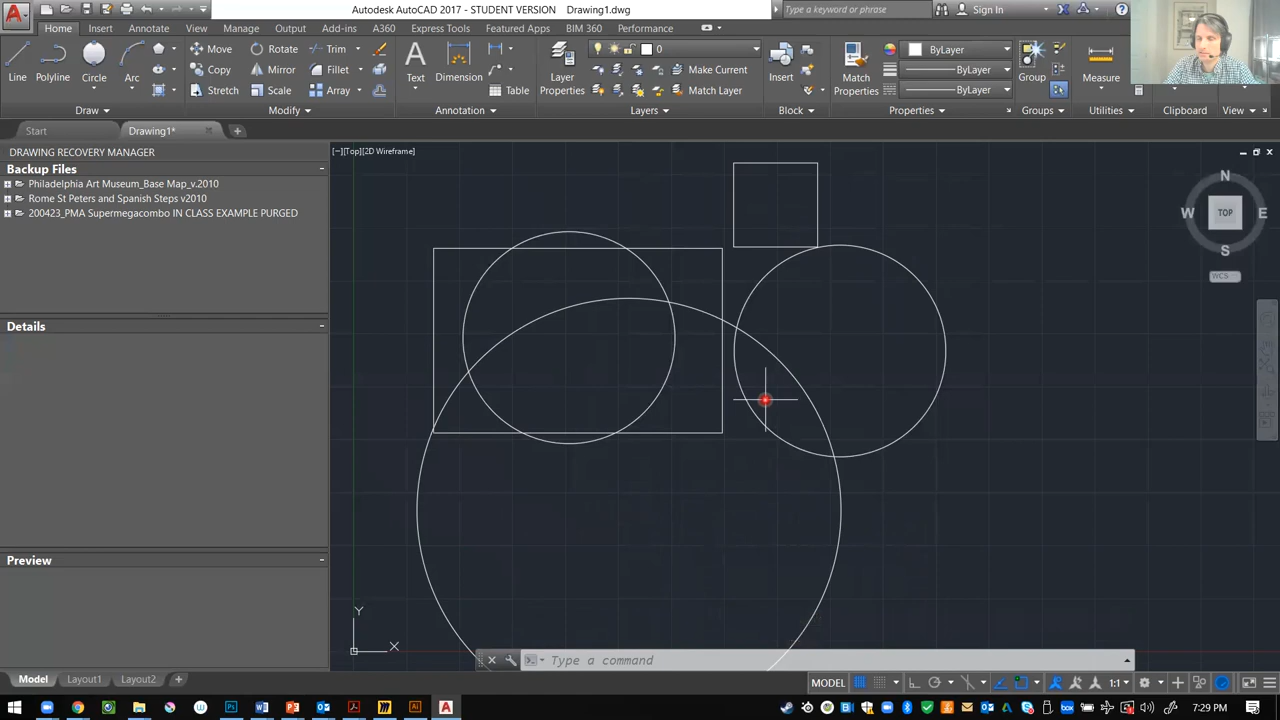 Autodesk AutoCAD 2017 - STUDENT VERSION Drawing1.dwg
Type a keyword or phrase
Sign In
Home Insert Annotate View Manage Output Add-ins A360 Express Tools Featured Apps BIM 360 Performance
Line Polyline Circle Arc
Move Rotate Trim
Copy Mirror Fillet
Stretch Scale Array
Text Dimension
Table
Layer Properties
0
Make Current
Match Layer
Insert
Match Properties
ByLayer
ByLayer
ByLayer
Group
Measure
Draw Modify Annotation Layers Block Properties Groups Utilities Clipboard View
Start Drawing1*
DRAWING RECOVERY MANAGER
Backup Files
Philadelphia Art Museum_Base Map_v.2010
Rome St Peters and Spanish Steps v2010
200423_PMA Supermegacombo IN CLASS EXAMPLE PURGED
Details
Preview
[−][Top][2D Wireframe]
N
W TOP E
S
WCS
Y
X
Type a command
Model Layout1 Layout2
MODEL
1:1
7:29 PM